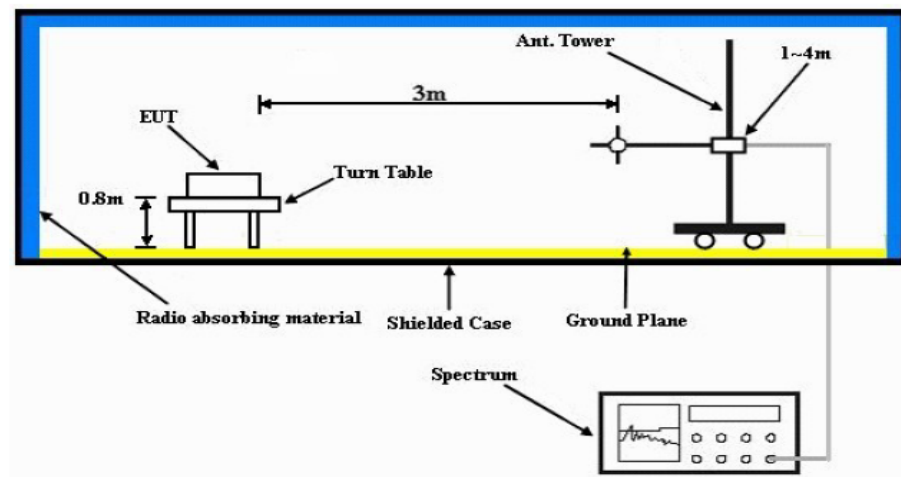 Ant. Tower
1~4m
3m
EUT
Turn Table
0.8m
Radio absorbing material
Shielded Case
Ground Plane
Spectrum